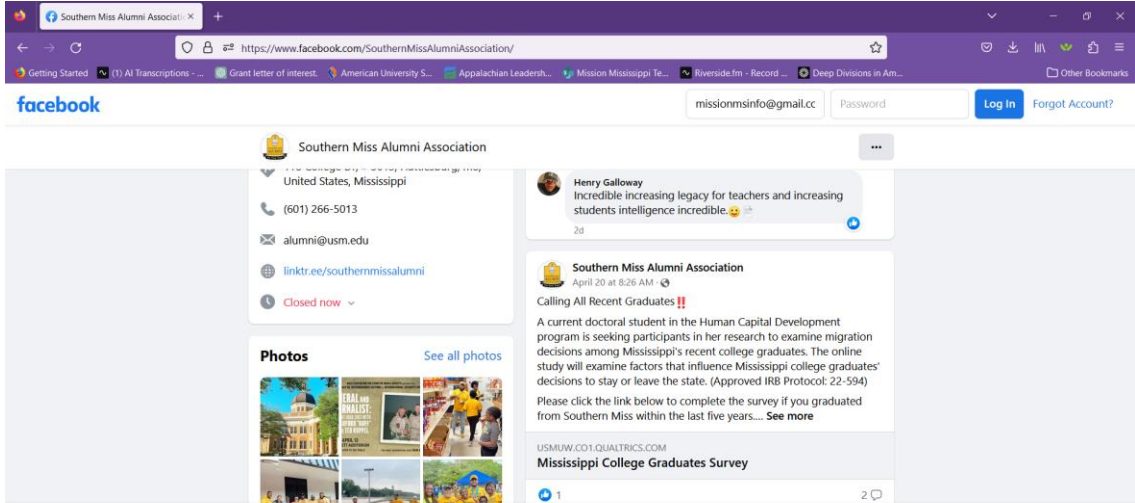 Southern Miss Alumni Associatic
https://www.facebook.com/SouthernMissAlumniAssociation/
Getting Started
(1) AI Transcriptions - ...
Grant letter of interest.
American University S...
Appalachian Leadersh...
Mission Mississippi Te...
Riverside.fm - Record ...
Deep Divisions in Am...
Other Bookmarks
facebook
missionmsinfo@gmail.cc
Password
Log In
Forgot Account?
Southern Miss Alumni Association
United States, Mississippi
(601) 266-5013
alumni@usm.edu
linktr.ee/southernmissalumni
Closed now
Photos
See all photos
Henry Galloway
Incredible increasing legacy for teachers and increasing
students intelligence incredible.
2d
Southern Miss Alumni Association
April 20 at 8:26 AM ·
Calling All Recent Graduates‼️
A current doctoral student in the Human Capital Development
program is seeking participants in her research to examine migration
decisions among Mississippi's recent college graduates. The online
study will examine factors that influence Mississippi college graduates'
decisions to stay or leave the state. (Approved IRB Protocol: 22-594)
Please click the link below to complete the survey if you graduated
from Southern Miss within the last five years.... See more
USMUW.CO1.QUALTRICS.COM
Mississippi College Graduates Survey
1
2